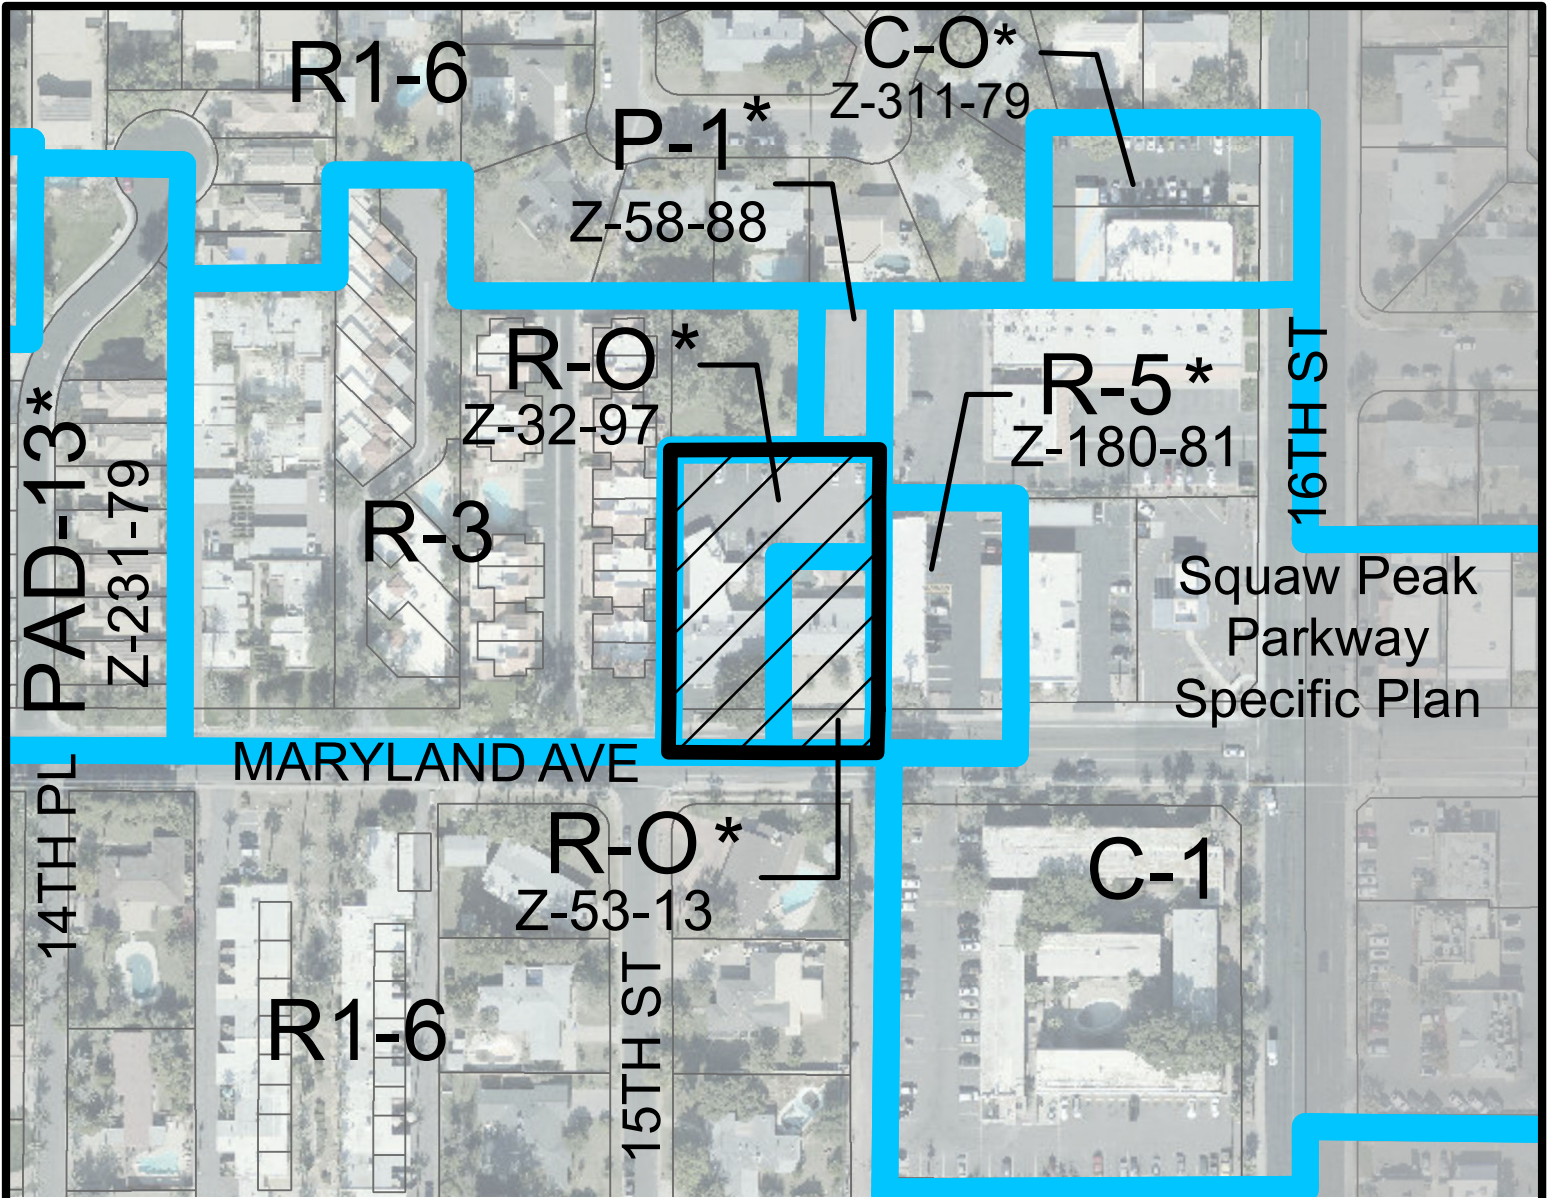 C-O*
Z-311-79
R1-6
P-1*
Z-58-88
R-O*
Z-32-97
R-5*
Z-180-81
16TH ST
PAD-13*
Z-231-79
R-3
Squaw Peak
Parkway
Specific Plan
MARYLAND AVE
14TH PL
R-O*
Z-53-13
C-1
R1-6
15TH ST